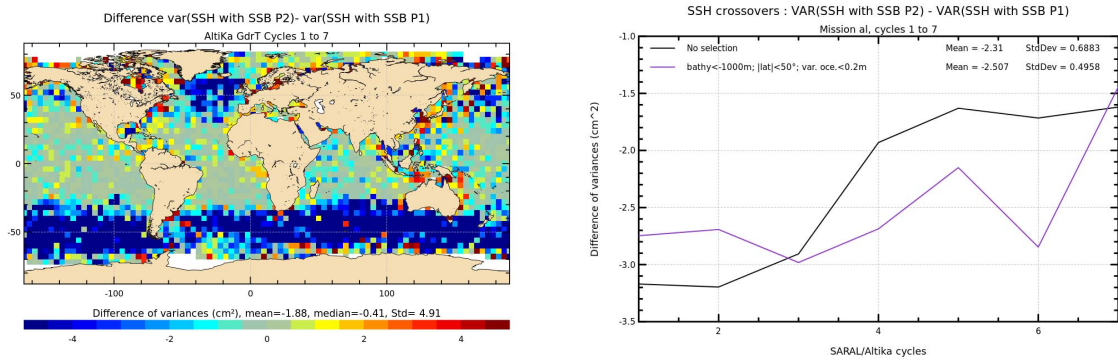 Difference var(SSH with SSB P2)- var(SSH with SSB P1)
AltiKa GdrT Cycles 1 to 7
50
0
-50
-100
0
100
Difference of variances (cm²), mean=-1.88, median=-0.41, Std= 4.91
-4
-2
0
2
4
SSH crossovers : VAR(SSH with SSB P2) - VAR(SSH with SSB P1)
Mission al, cycles 1 to 7
No selection Mean = -2.31 StdDev = 0.6883
bathy<-1000m; |lat|<50°; var. oce.<0.2m Mean = -2.507 StdDev = 0.4958
Difference of variances (cm^2)
-1.0
-1.5
-2.0
-2.5
-3.0
-3.5
2
4
6
SARAL/Altika cycles